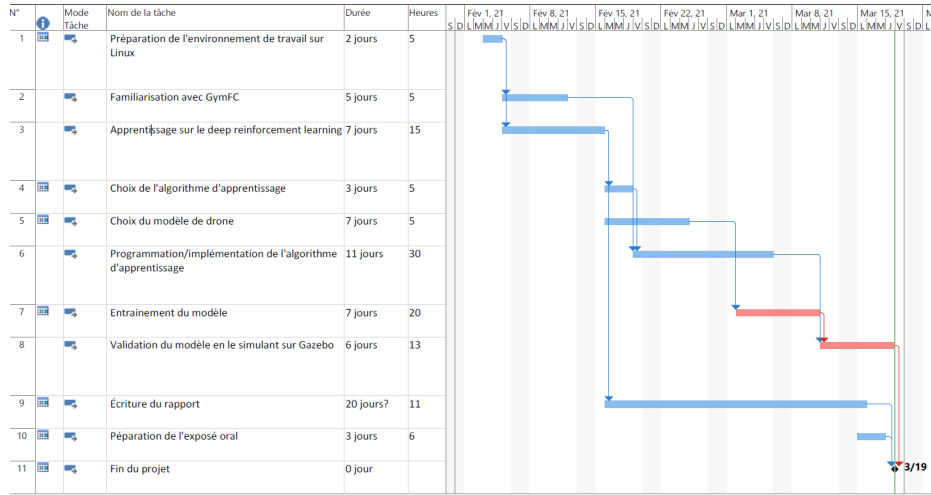 N° Mode Tâche Nom de la tâche Durée Heures Fév 1, 21 Fév 8, 21 Fév 15, 21 Fév 22, 21 Mar 1, 21 Mar 8, 21 Mar 15, 21 M
S D L M M J V S D L M M J V S D L M M J V S D L M M J V S D L M M J V S D L M M J V S D L M M J V S D L
1 Préparation de l'environnement de travail sur 2 jours 5
Linux
2 Familiarisation avec GymFC 5 jours 5
3 Apprentissage sur le deep reinforcement learning 7 jours 15
4 Choix de l'algorithme d'apprentissage 3 jours 5
5 Choix du modèle de drone 7 jours 5
6 Programmation/implémentation de l'algorithme 11 jours 30
d'apprentissage
7 Entrainement du modèle 7 jours 20
8 Validation du modèle en le simulant sur Gazebo 6 jours 13
9 Écriture du rapport 20 jours? 11
10 Péparation de l'exposé oral 3 jours 6
11 Fin du projet 0 jour 3/19